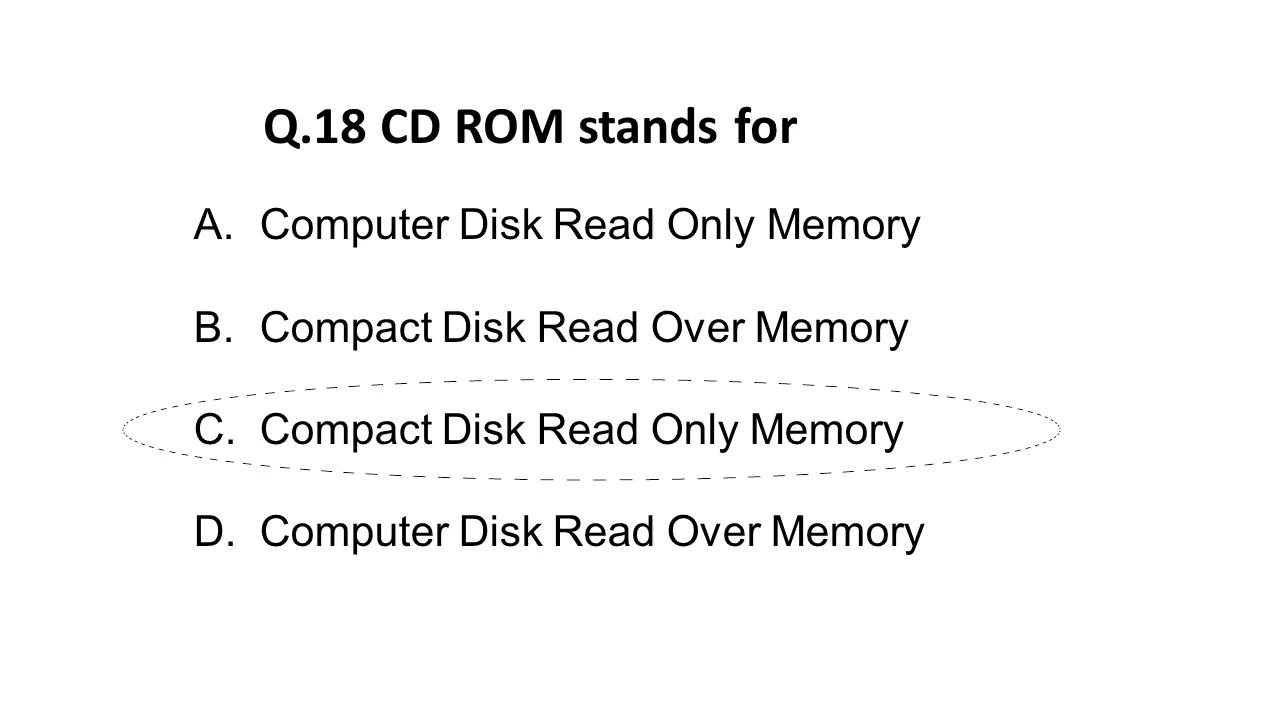 Q.18 CD ROM stands for
A. Computer Disk Read Only Memory
B. Compact Disk Read Over Memory
C. Compact Disk Read Only Memory
D. Computer Disk Read Over Memory